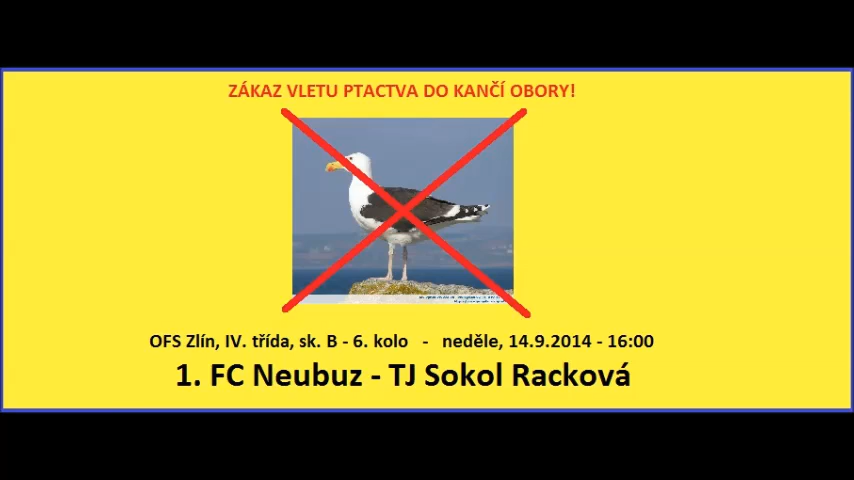 ZÁKAZ VLETU PTACTVA DO KANČÍ OBORY!
OFS Zlín, IV. třída, sk. B - 6. kolo - neděle, 14.9.2014 - 16:00
1. FC Neubuz - TJ Sokol Racková